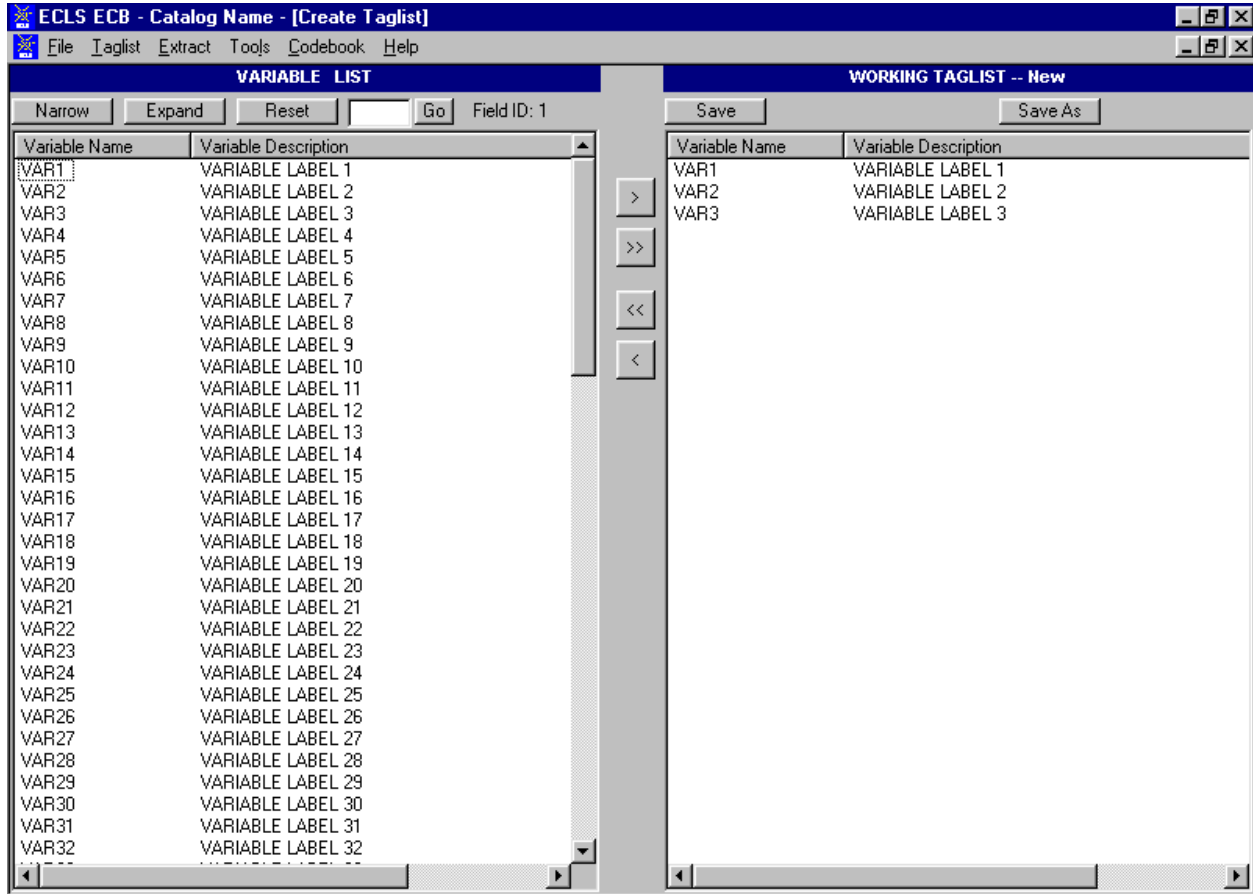 ECLS ECB - Catalog Name - [Create Taglist]
File Taglist Extract Tools Codebook Help
VARIABLE LIST
Narrow Expand Reset Go Field ID: 1
Variable Name Variable Description
VAR1 VARIABLE LABEL 1
VAR2 VARIABLE LABEL 2
VAR3 VARIABLE LABEL 3
VAR4 VARIABLE LABEL 4
VAR5 VARIABLE LABEL 5
VAR6 VARIABLE LABEL 6
VAR7 VARIABLE LABEL 7
VAR8 VARIABLE LABEL 8
VAR9 VARIABLE LABEL 9
VAR10 VARIABLE LABEL 10
VAR11 VARIABLE LABEL 11
VAR12 VARIABLE LABEL 12
VAR13 VARIABLE LABEL 13
VAR14 VARIABLE LABEL 14
VAR15 VARIABLE LABEL 15
VAR16 VARIABLE LABEL 16
VAR17 VARIABLE LABEL 17
VAR18 VARIABLE LABEL 18
VAR19 VARIABLE LABEL 19
VAR20 VARIABLE LABEL 20
VAR21 VARIABLE LABEL 21
VAR22 VARIABLE LABEL 22
VAR23 VARIABLE LABEL 23
VAR24 VARIABLE LABEL 24
VAR25 VARIABLE LABEL 25
VAR26 VARIABLE LABEL 26
VAR27 VARIABLE LABEL 27
VAR28 VARIABLE LABEL 28
VAR29 VARIABLE LABEL 29
VAR30 VARIABLE LABEL 30
VAR31 VARIABLE LABEL 31
VAR32 VARIABLE LABEL 32
>
>>
<<
<
WORKING TAGLIST -- New
Save Save As
Variable Name Variable Description
VAR1 VARIABLE LABEL 1
VAR2 VARIABLE LABEL 2
VAR3 VARIABLE LABEL 3